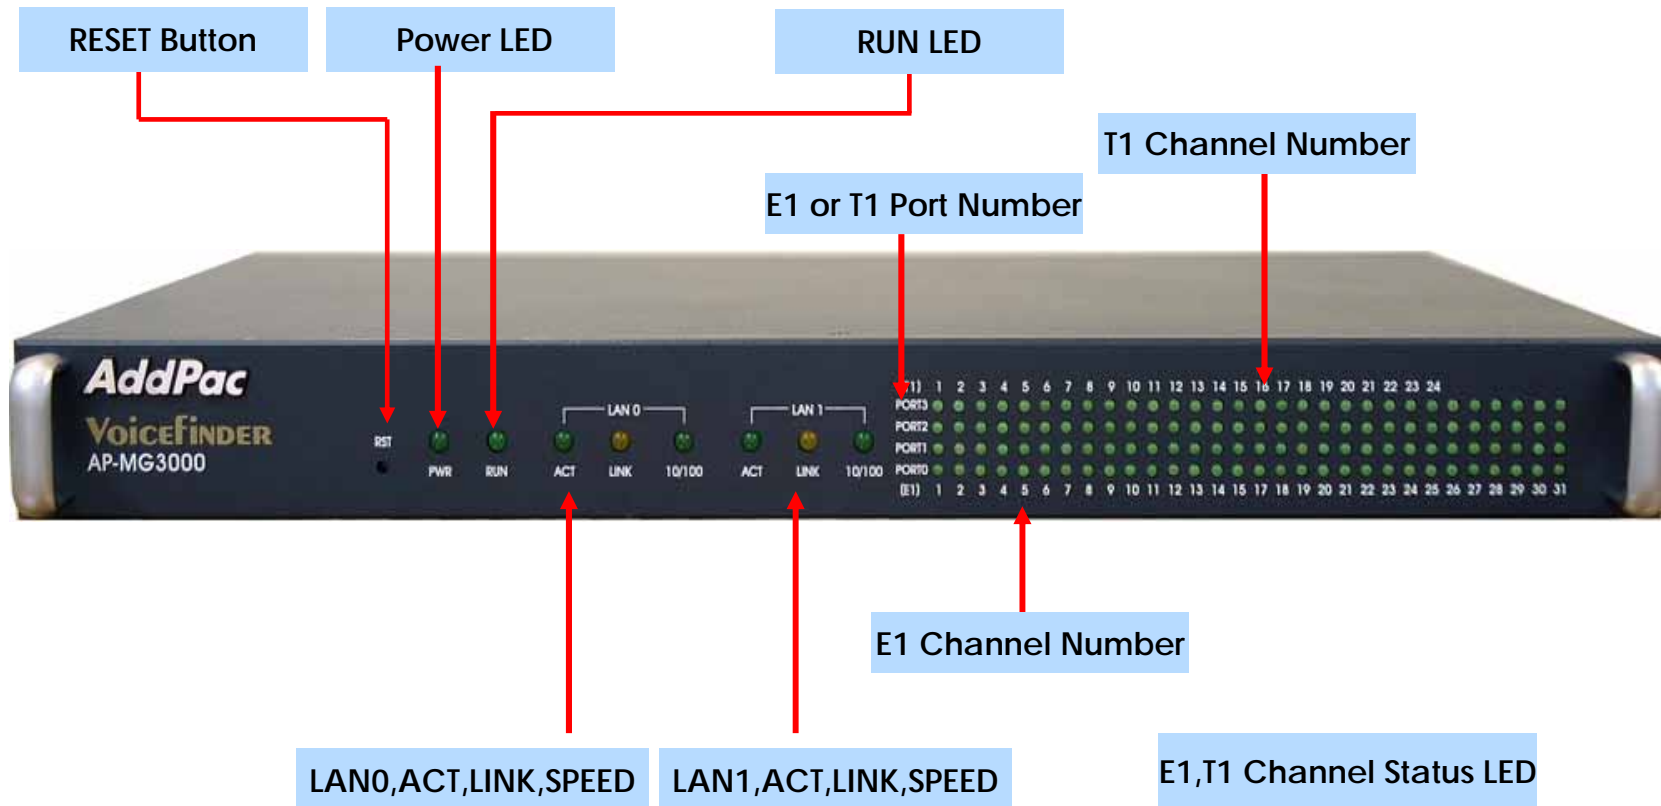 RESET Button
Power LED
RUN LED
T1 Channel Number
E1 or T1 Port Number
AddPac
VOICEFINDER
AP-MG3000
RST
PWR
RUN
LAN 0
ACT
LINK
10/100
LAN 1
ACT
LINK
10/100
(T1) 1 2 3 4 5 6 7 8 9 10 11 12 13 14 15 16 17 18 19 20 21 22 23 24
PORT3
PORT2
PORT1
PORT0
(E1) 1 2 3 4 5 6 7 8 9 10 11 12 13 14 15 17 18 19 20 21 22 23 24 25 26 27 28 29 30 31
E1 Channel Number
LAN0,ACT,LINK,SPEED
LAN1,ACT,LINK,SPEED
E1,T1 Channel Status LED